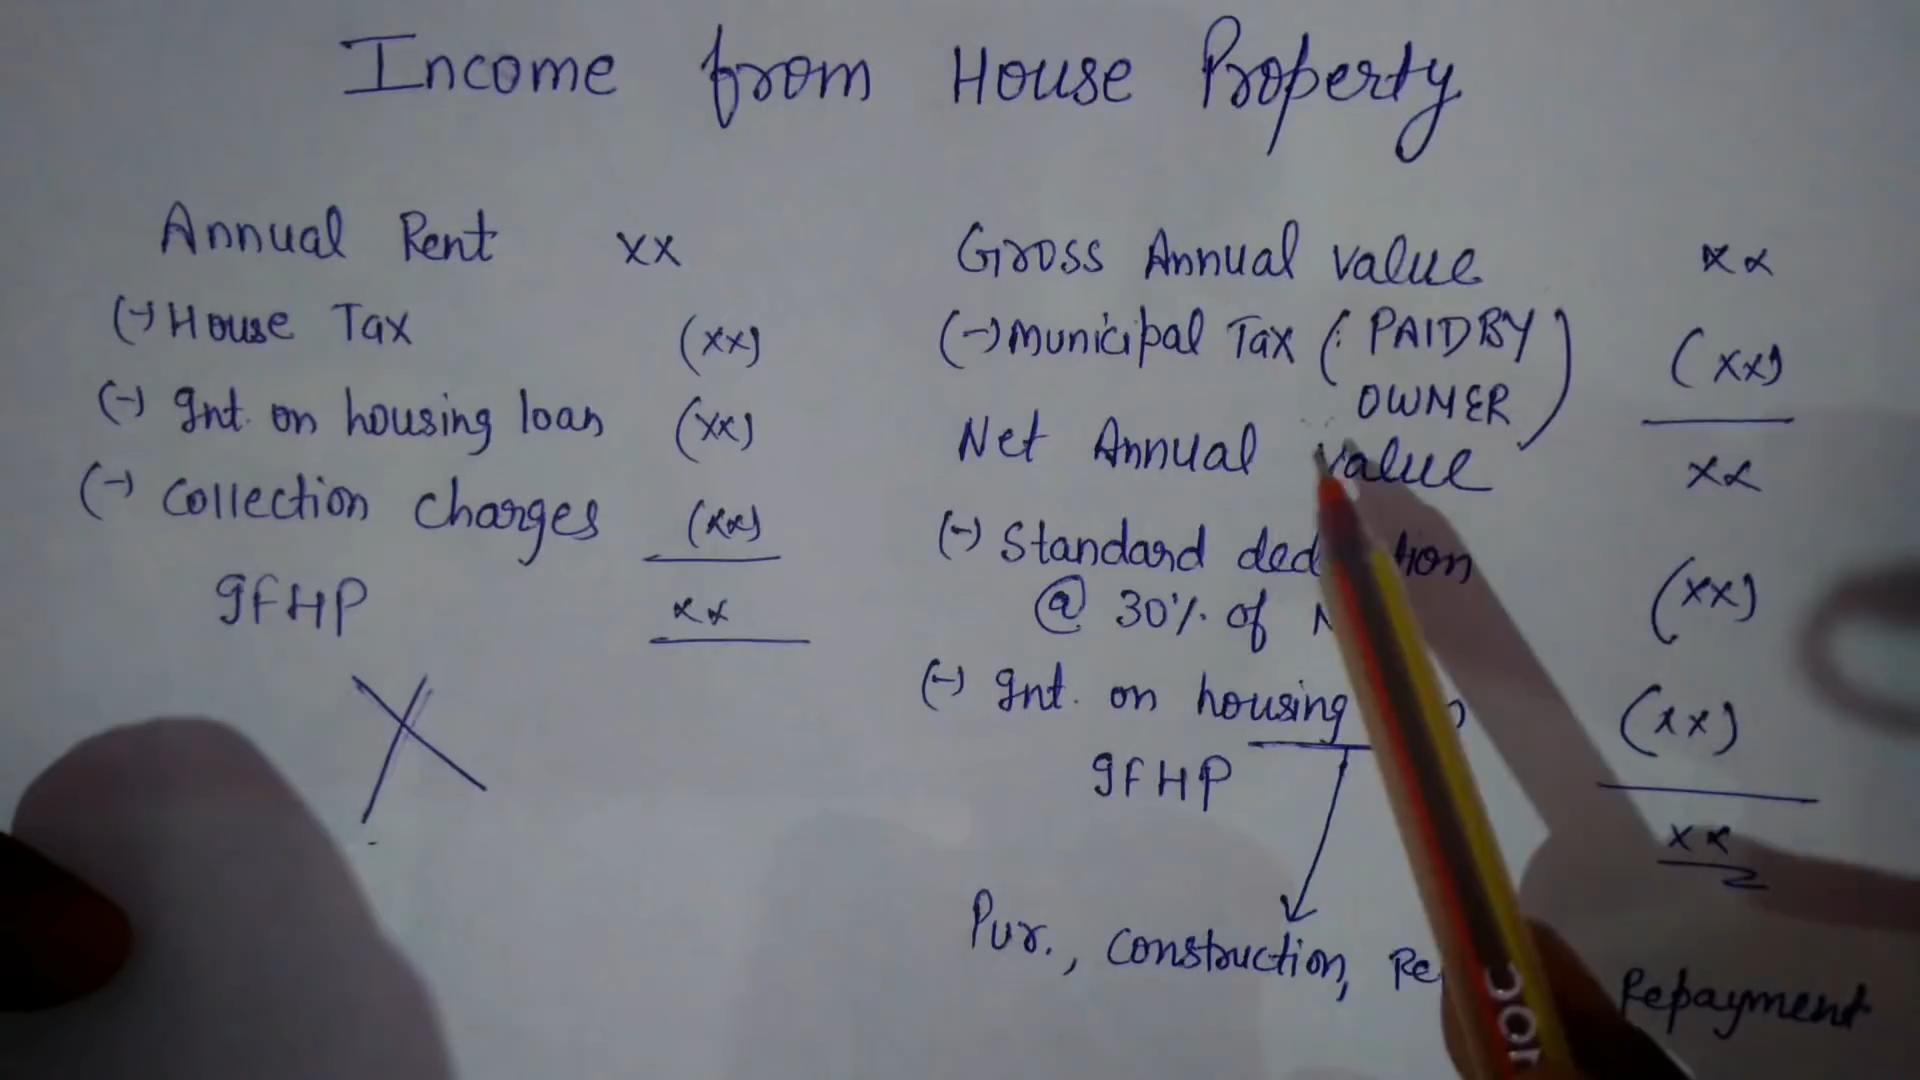 Income from House Property
Annual Rent xx
(-) House Tax (xx)
(-) Int. on housing loan (xx)
(-) Collection charges (xx)
IFHP xx
Gross Annual value xx
(-) Municipal Tax (: PAID BY OWNER) (xx)
Net Annual value xx
(-) Standard (xx)
@ 30% of
(-) Int. on housing (xx)
IFHP xx
Pur., construction,
Repayment